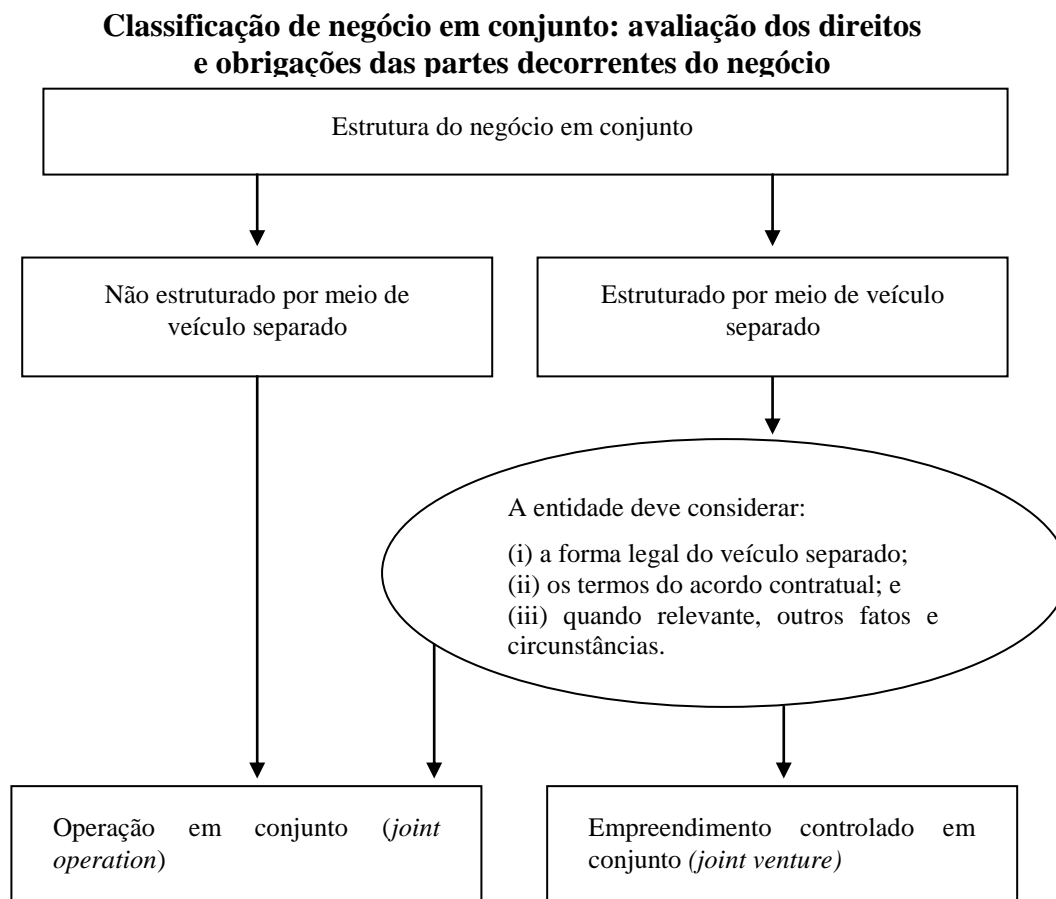 Classificação de negócio em conjunto: avaliação dos direitos
e obrigações das partes decorrentes do negócio
Estrutura do negócio em conjunto
Não estruturado por meio de
veículo separado
Estruturado por meio de veículo
separado
A entidade deve considerar:
(i) a forma legal do veículo separado;
(ii) os termos do acordo contratual; e
(iii) quando relevante, outros fatos e
circunstâncias.
Operação em conjunto (joint
operation)
Empreendimento controlado em
conjunto (joint venture)